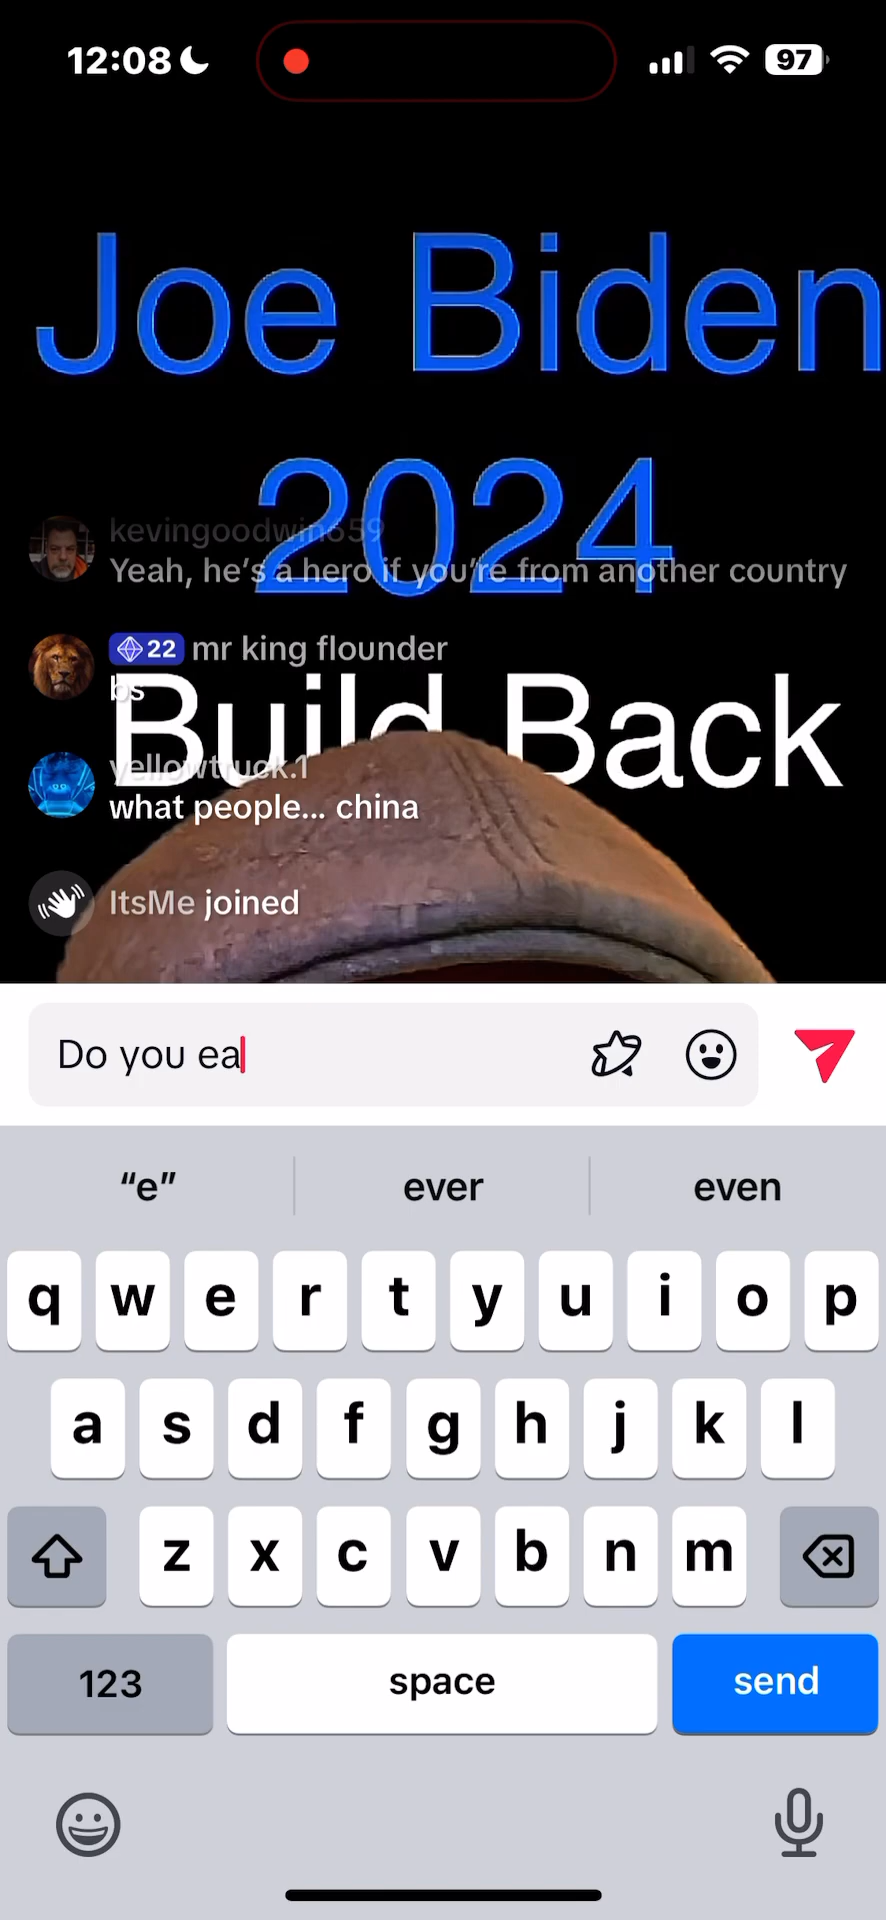 12:08
97
Joe Biden
2024
kevingoodwin659
Yeah, he's a hero if you're from another country
22 mr king flounder
bs
Build Back
yellowtruck.1
what people... china
ItsMe joined
Do you ea
“e” ever even
q w e r t y u i o p
a s d f g h j k l
z x c v b n m
123 space send